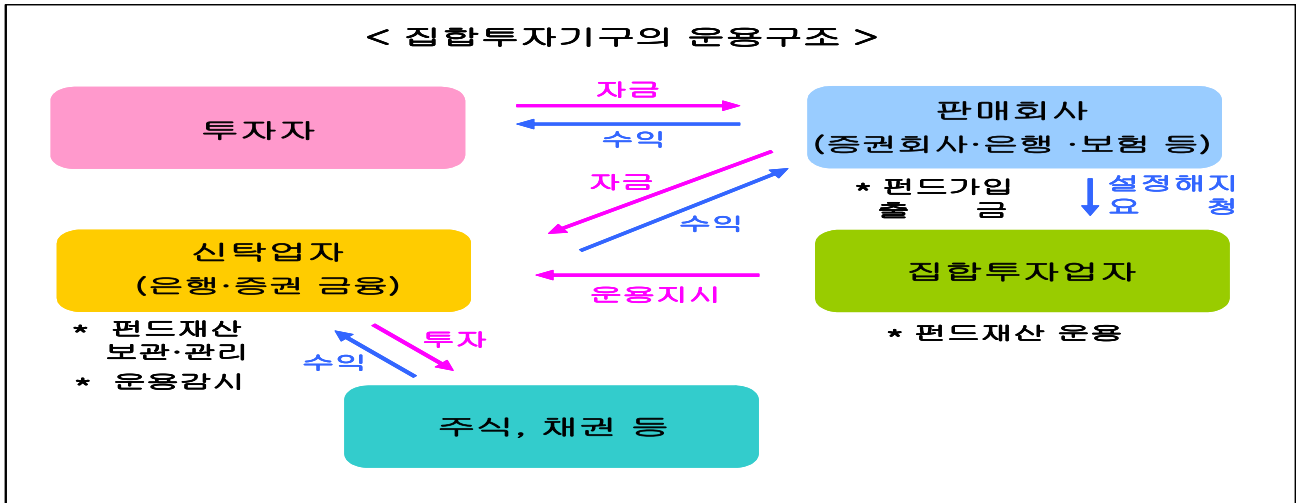 < 집합투자기구의 운용구조 >
투자자
자금
수익
판매회사
(증권회사·은행 ·보험 등)
* 펀드가입
출 금
설정해지
요 청
자금
수익
신탁업자
(은행·증권 금융)
운용지시
집합투자업자
* 펀드재산
보관·관리
* 운용감시
* 펀드재산 운용
투자
수익
주식, 채권 등